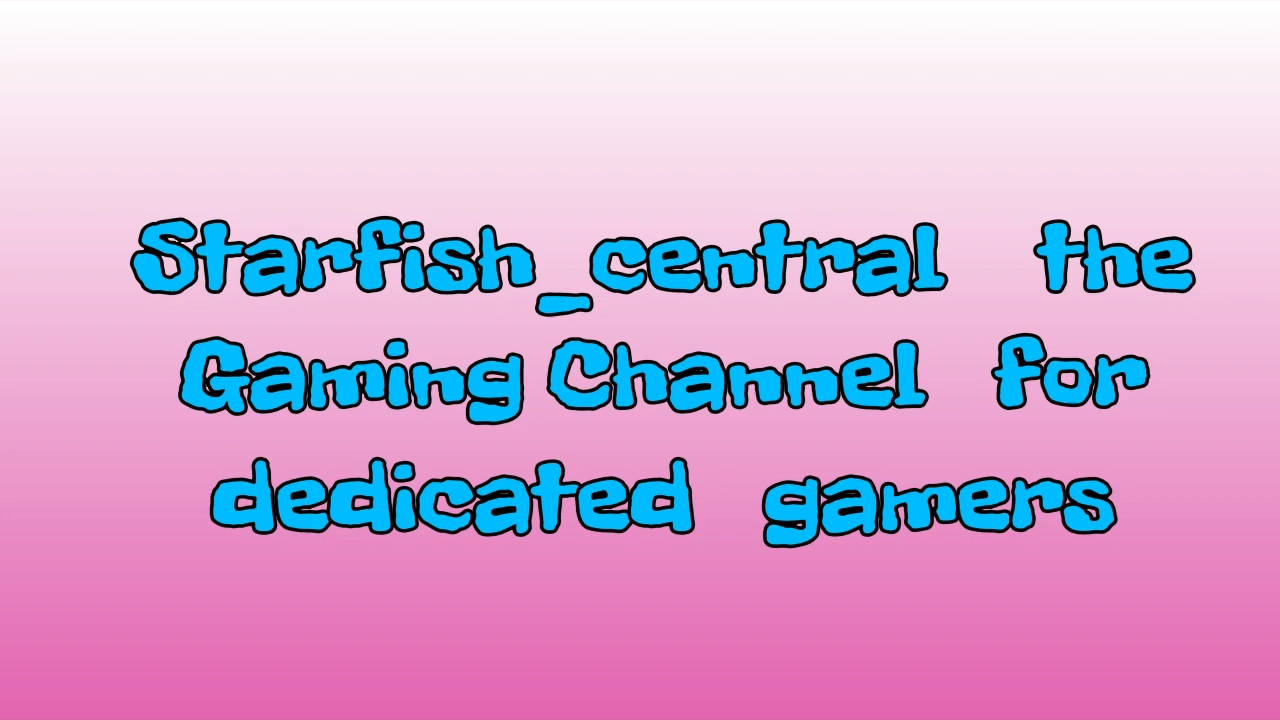 Starfish_central the
Gaming Channel for
dedicated gamers